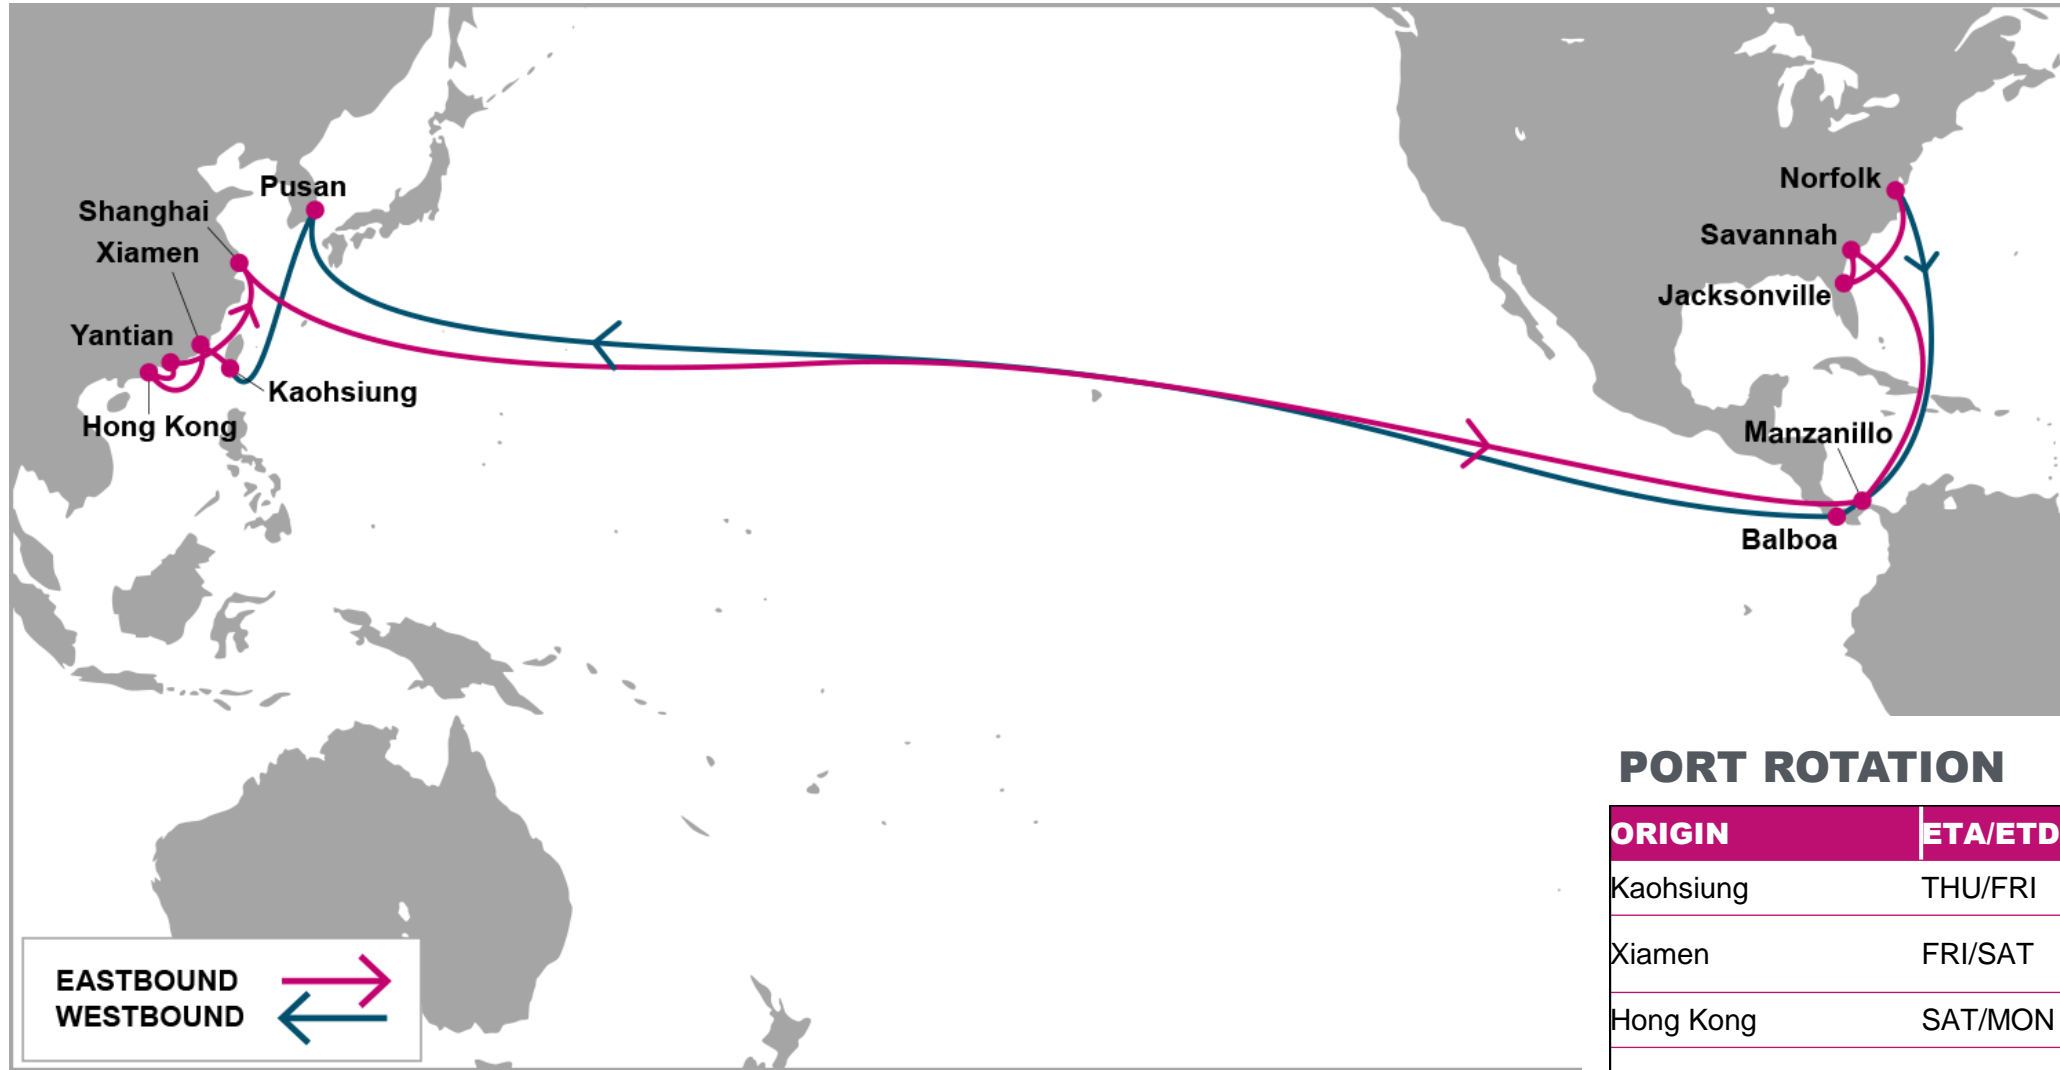 Pusan
Shanghai
Xiamen
Yantian
Kaohsiung
Hong Kong
Norfolk
Savannah
Jacksonville
Manzanillo
Balboa
EASTBOUND
WESTBOUND
PORT ROTATION
ORIGIN ETA/ETD
Kaohsiung THU/FRI
Xiamen FRI/SAT
Hong Kong SAT/MON